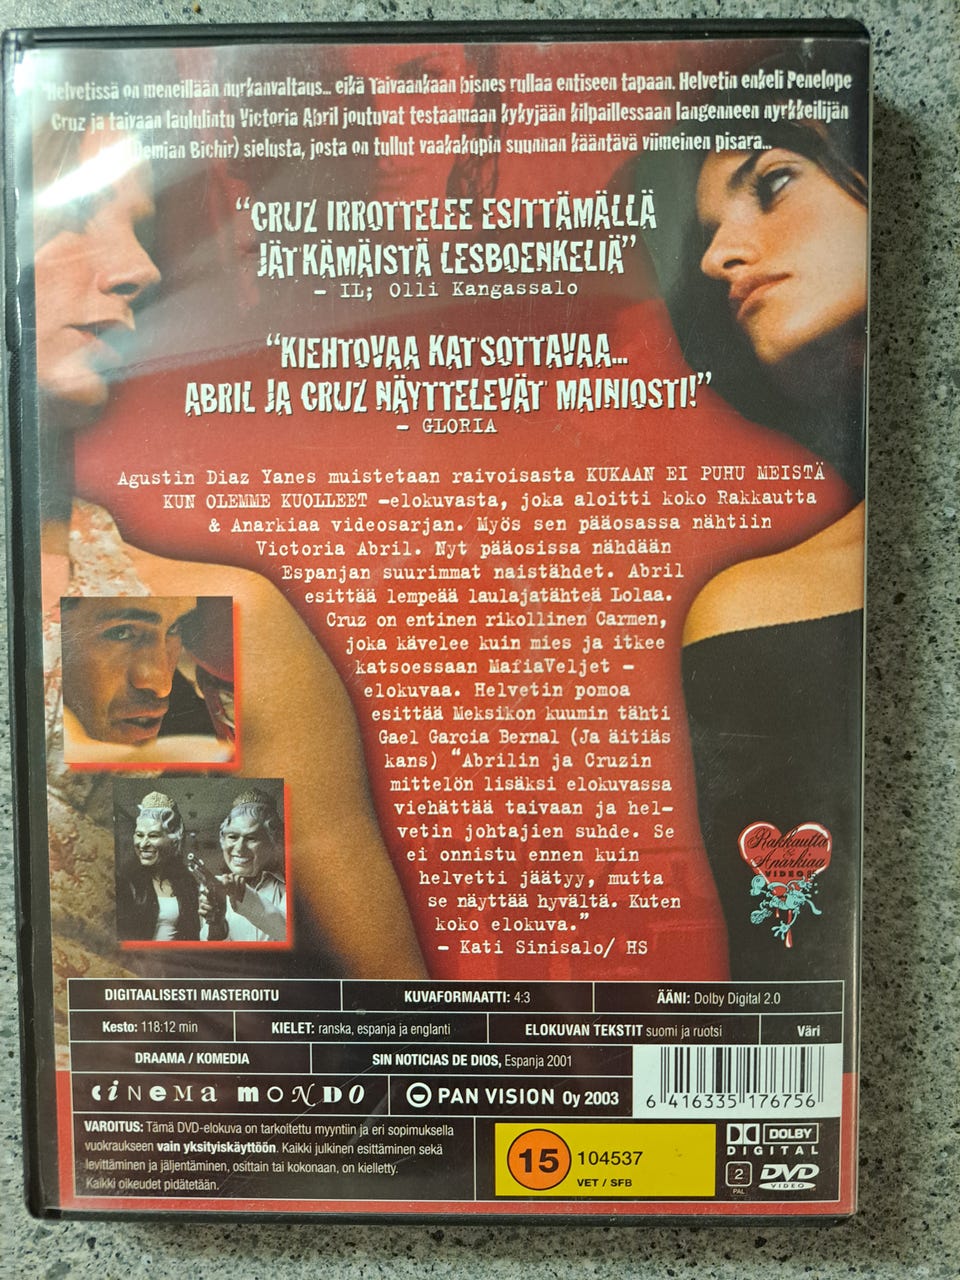 Helvetissä on meneillään nurkanvaltaus... eikä Taivaankaan bisnes rullaa entiseen tapaan. Helvetin enkeli Penelope
Cruz ja taivaan laululintu Victoria Abril joutuvat testaamaan kykyjään kilpaillessaan langenneen nyrkkeilijän
(Demian Bichir) sielusta, josta on tullut vaakakupin suunnan kääntävä viimeinen pisara...
"CRUZ IRROTTELEE ESITTÄMÄLLÄ
JÄTKÄMÄISTÄ LESBOENKELIÄ"
- IL; Olli Kangassalo
"KIEHTOVAA KATSOTTAVAA...
ABRIL JA CRUZ NÄYTTELEVÄT MAINIOSTI!"
- GLORIA
Agustin Diaz Yanes muistetaan raivoisasta KUKAAN EI PUHU MEISTÄ
KUN OLEMME KUOLLEET -elokuvasta, joka aloitti koko Rakkautta
& Anarkiaa videosarjan. Myös sen pääosassa nähtiin
Victoria Abril. Nyt pääosissa nähdään
Espanjan suurimmat naistähdet. Abril
esittää lempeää laulajatähteä Lolaa.
Cruz on entinen rikollinen Carmen,
joka kävelee kuin mies ja itkee
katsoessaan MafiaVeljet -
elokuvaa. Helvetin pomoa
esittää Meksikon kuumin tähti
Gael Garcia Bernal (Ja äitiäs
kans) "Abrilin ja Cruzin
mittelön lisäksi elokuvassa
viehättää taivaan ja hel-
vetin johtajien suhde. Se
ei onnistu ennen kuin
helvetti jäätyy, mutta
se näyttää hyvältä. Kuten
koko elokuva."
- Kati Sinisalo/ HS
Rakkautta
&
Anarkiaa
VIDEO
DIGITAALISESTI MASTEROITU KUVAFORMAATTI: 4:3 ÄÄNI: Dolby Digital 2.0
Kesto: 118:12 min KIELET: ranska, espanja ja englanti ELOKUVAN TEKSTIT suomi ja ruotsi Väri
DRAAMA / KOMEDIA SIN NOTICIAS DE DIOS, Espanja 2001
CiNEMa moNDO PAN VISION Oy 2003
6 416335 176756
VAROITUS: Tämä DVD-elokuva on tarkoitettu myyntiin ja eri sopimuksella
vuokraukseen vain yksityiskäyttöön. Kaikki julkinen esittäminen sekä
levittäminen ja jäljentäminen, osittain tai kokonaan, on kielletty.
Kaikki oikeudet pidätetään.
15 104537
VET / SFB
DOLBY
DIGITAL
2
PAL
DVD
VIDEO